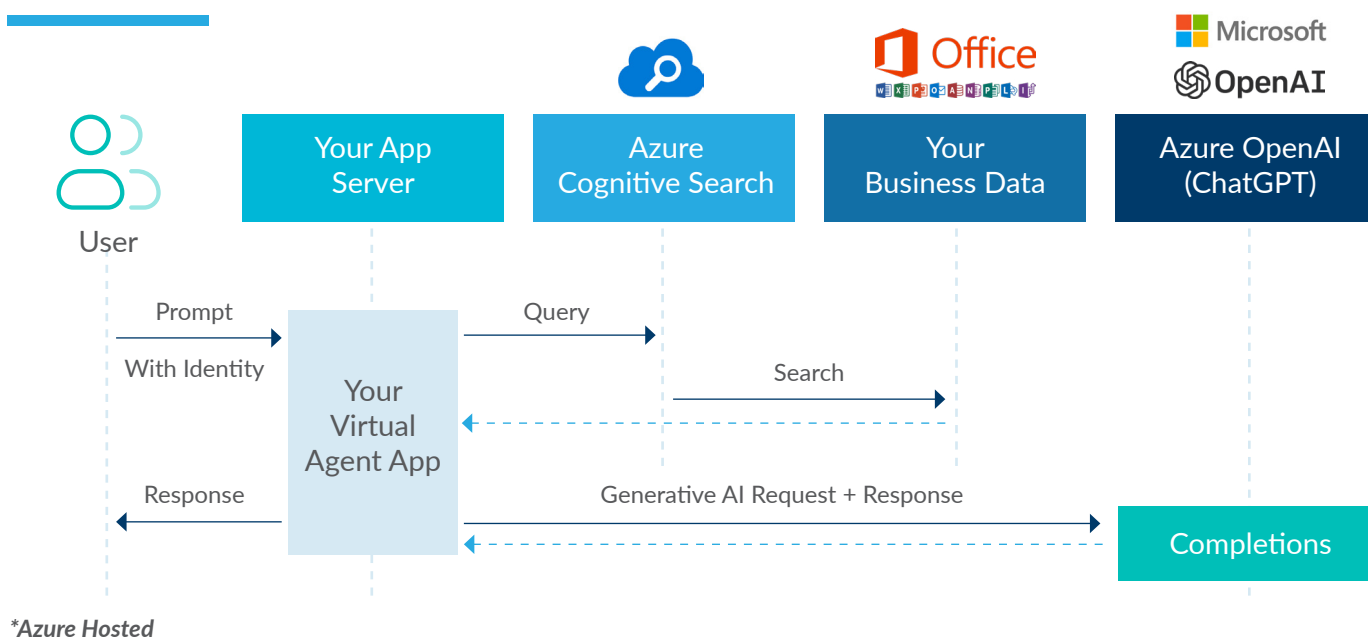 Microsoft
Office
OpenAI
Your App
Server
Azure
Cognitive Search
Your
Business Data
Azure OpenAI
(ChatGPT)
User
Prompt
With Identity
Query
Search
Your
Virtual
Agent App
Response
Generative AI Request + Response
Completions
*Azure Hosted